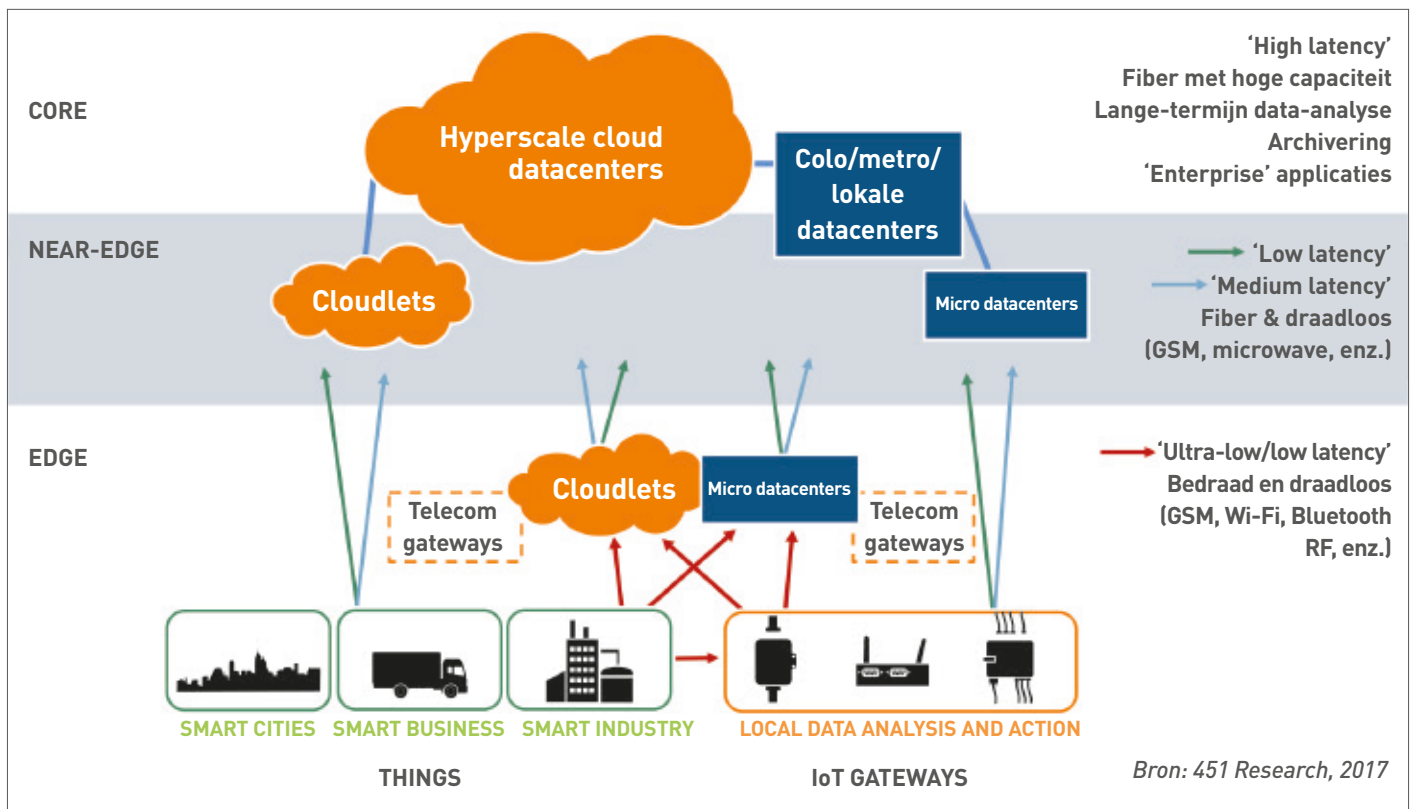 CORE
Hyperscale cloud
datacenters
Colo/metro/
lokale
datacenters
‘High latency’
Fiber met hoge capaciteit
Lange-termijn data-analyse
Archivering
‘Enterprise’ applicaties
NEAR-EDGE
Cloudlets
Micro datacenters
‘Low latency’
‘Medium latency’
Fiber & draadloos
(GSM, microwave, enz.)
EDGE
Telecom
gateways
Cloudlets
Micro datacenters
Telecom
gateways
‘Ultra-low/low latency’
Bedraad en draadloos
(GSM, Wi-Fi, Bluetooth
RF, enz.)
SMART CITIES
SMART BUSINESS
SMART INDUSTRY
LOCAL DATA ANALYSIS AND ACTION
THINGS
IoT GATEWAYS
Bron: 451 Research, 2017